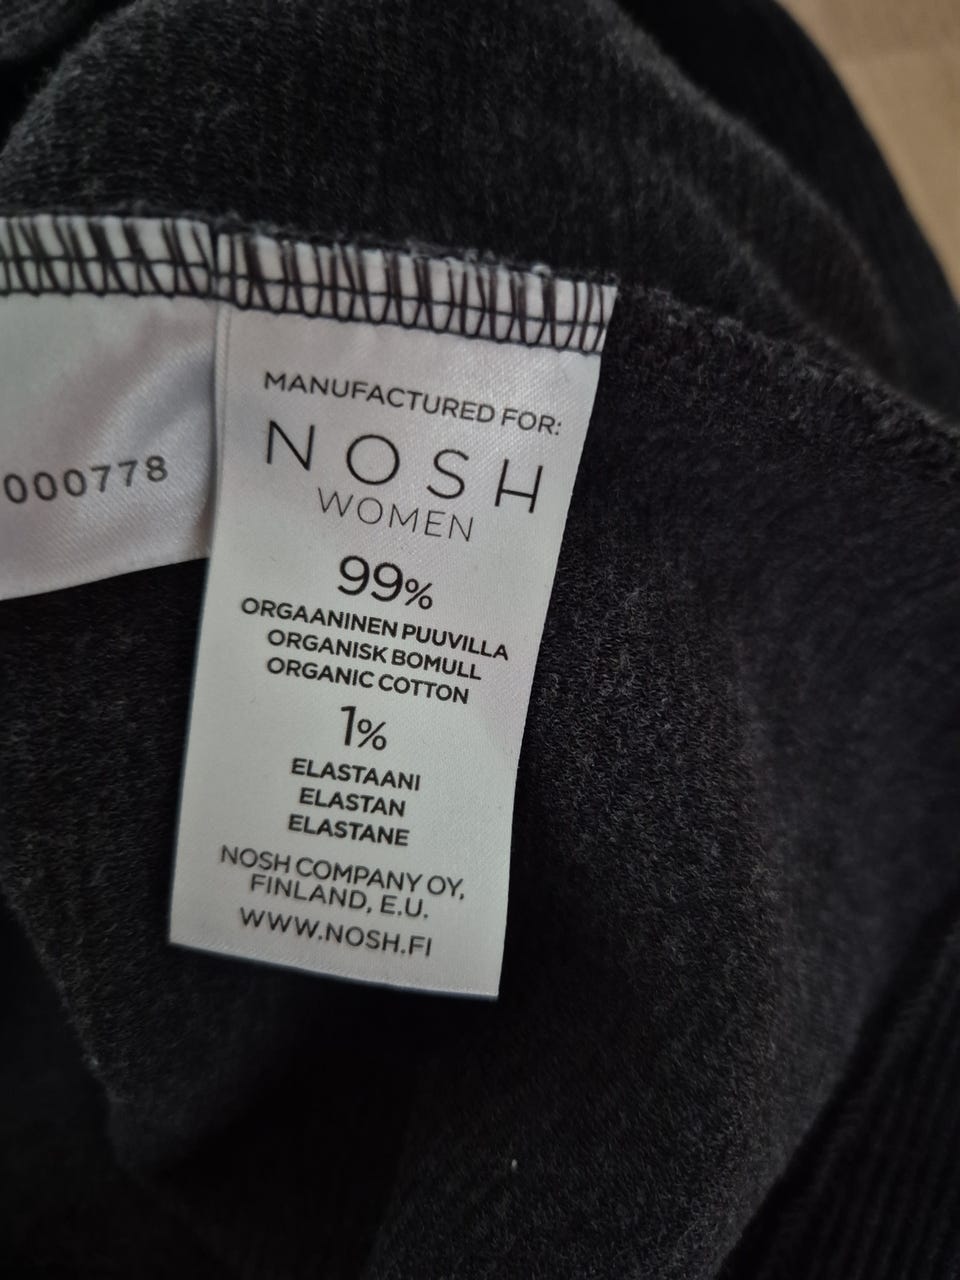 000778
MANUFACTURED FOR:
NOSH
WOMEN
99%
ORGAANINEN PUUVILLA
ORGANISK BOMULL
ORGANIC COTTON
1%
ELASTAANI
ELASTAN
ELASTANE
NOSH COMPANY OY,
FINLAND, E.U.
WWW.NOSH.FI